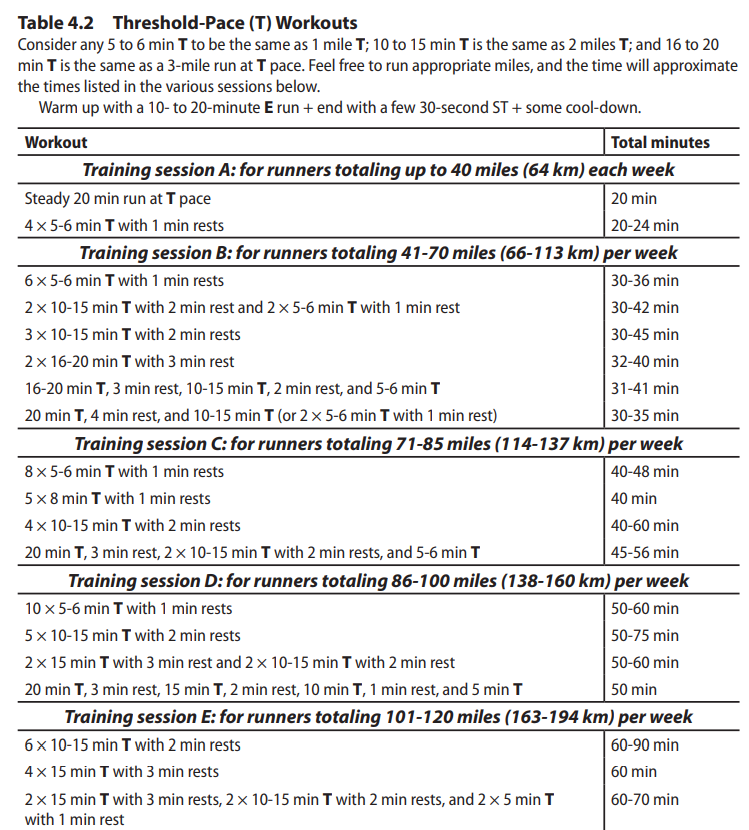 Table 4.2 Threshold-Pace (T) Workouts
Consider any 5 to 6 min T to be the same as 1 mile T; 10 to 15 min T is the same as 2 miles T; and 16 to 20
min T is the same as a 3-mile run at T pace. Feel free to run appropriate miles, and the time will approximate
the times listed in the various sessions below.
Warm up with a 10- to 20-minute E run + end with a few 30-second ST + some cool-down.
Workout Total minutes
Training session A: for runners totaling up to 40 miles (64 km) each week
Steady 20 min run at T pace 20 min
4 × 5-6 min T with 1 min rests 20-24 min
Training session B: for runners totaling 41-70 miles (66-113 km) per week
6 × 5-6 min T with 1 min rests 30-36 min
2 × 10-15 min T with 2 min rest and 2 × 5-6 min T with 1 min rest 30-42 min
3 × 10-15 min T with 2 min rests 30-45 min
2 × 16-20 min T with 3 min rest 32-40 min
16-20 min T, 3 min rest, 10-15 min T, 2 min rest, and 5-6 min T 31-41 min
20 min T, 4 min rest, and 10-15 min T (or 2 × 5-6 min T with 1 min rest) 30-35 min
Training session C: for runners totaling 71-85 miles (114-137 km) per week
8 × 5-6 min T with 1 min rests 40-48 min
5 × 8 min T with 1 min rests 40 min
4 × 10-15 min T with 2 min rests 40-60 min
20 min T, 3 min rest, 2 × 10-15 min T with 2 min rests, and 5-6 min T 45-56 min
Training session D: for runners totaling 86-100 miles (138-160 km) per week
10 × 5-6 min T with 1 min rests 50-60 min
5 × 10-15 min T with 2 min rests 50-75 min
2 × 15 min T with 3 min rest and 2 × 10-15 min T with 2 min rest 50-60 min
20 min T, 3 min rest, 15 min T, 2 min rest, 10 min T, 1 min rest, and 5 min T 50 min
Training session E: for runners totaling 101-120 miles (163-194 km) per week
6 × 10-15 min T with 2 min rests 60-90 min
4 × 15 min T with 3 min rests 60 min
2 × 15 min T with 3 min rests, 2 × 10-15 min T with 2 min rests, and 2 × 5 min T 60-70 min
with 1 min rest